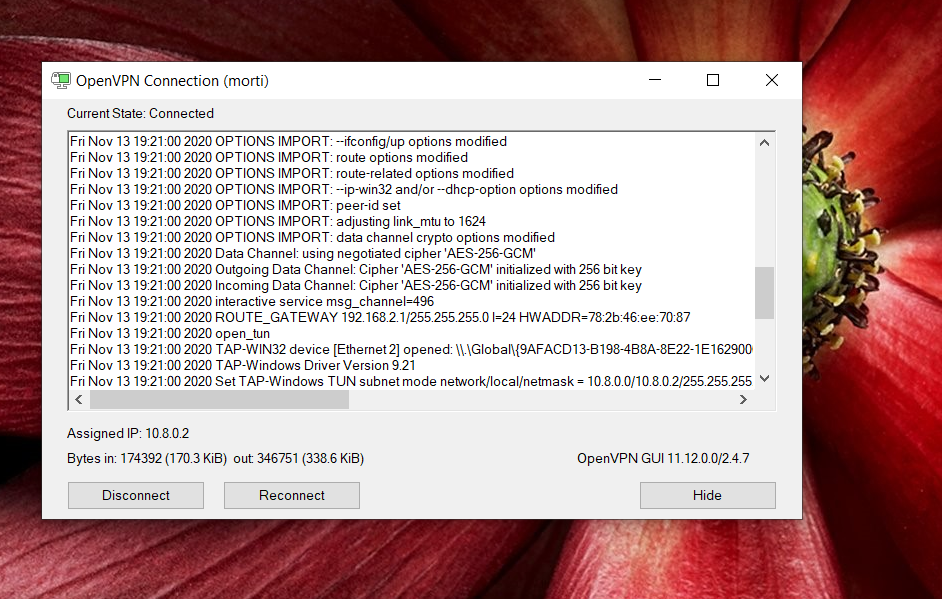 OpenVPN Connection (morti)
Current State: Connected
Fri Nov 13 19:21:00 2020 OPTIONS IMPORT: --ifconfig/up options modified
Fri Nov 13 19:21:00 2020 OPTIONS IMPORT: route options modified
Fri Nov 13 19:21:00 2020 OPTIONS IMPORT: route-related options modified
Fri Nov 13 19:21:00 2020 OPTIONS IMPORT: --ip-win32 and/or --dhcp-option options modified
Fri Nov 13 19:21:00 2020 OPTIONS IMPORT: peer-id set
Fri Nov 13 19:21:00 2020 OPTIONS IMPORT: adjusting link_mtu to 1624
Fri Nov 13 19:21:00 2020 OPTIONS IMPORT: data channel crypto options modified
Fri Nov 13 19:21:00 2020 Data Channel: using negotiated cipher 'AES-256-GCM'
Fri Nov 13 19:21:00 2020 Outgoing Data Channel: Cipher 'AES-256-GCM' initialized with 256 bit key
Fri Nov 13 19:21:00 2020 Incoming Data Channel: Cipher 'AES-256-GCM' initialized with 256 bit key
Fri Nov 13 19:21:00 2020 interactive service msg_channel=496
Fri Nov 13 19:21:00 2020 ROUTE_GATEWAY 192.168.2.1/255.255.255.0 I=24 HWADDR=78:2b:46:ee:70:87
Fri Nov 13 19:21:00 2020 open_tun
Fri Nov 13 19:21:00 2020 TAP-WIN32 device [Ethernet 2] opened: \\.\Global\{9AFACD13-B198-4B8A-8E22-1E162900
Fri Nov 13 19:21:00 2020 TAP-Windows Driver Version 9.21
Fri Nov 13 19:21:00 2020 Set TAP-Windows TUN subnet mode network/local/netmask = 10.8.0.0/10.8.0.2/255.255.255
Assigned IP: 10.8.0.2
Bytes in: 174392 (170.3 KiB) out: 346751 (338.6 KiB)
OpenVPN GUI 11.12.0.0/2.4.7
Disconnect
Reconnect
Hide